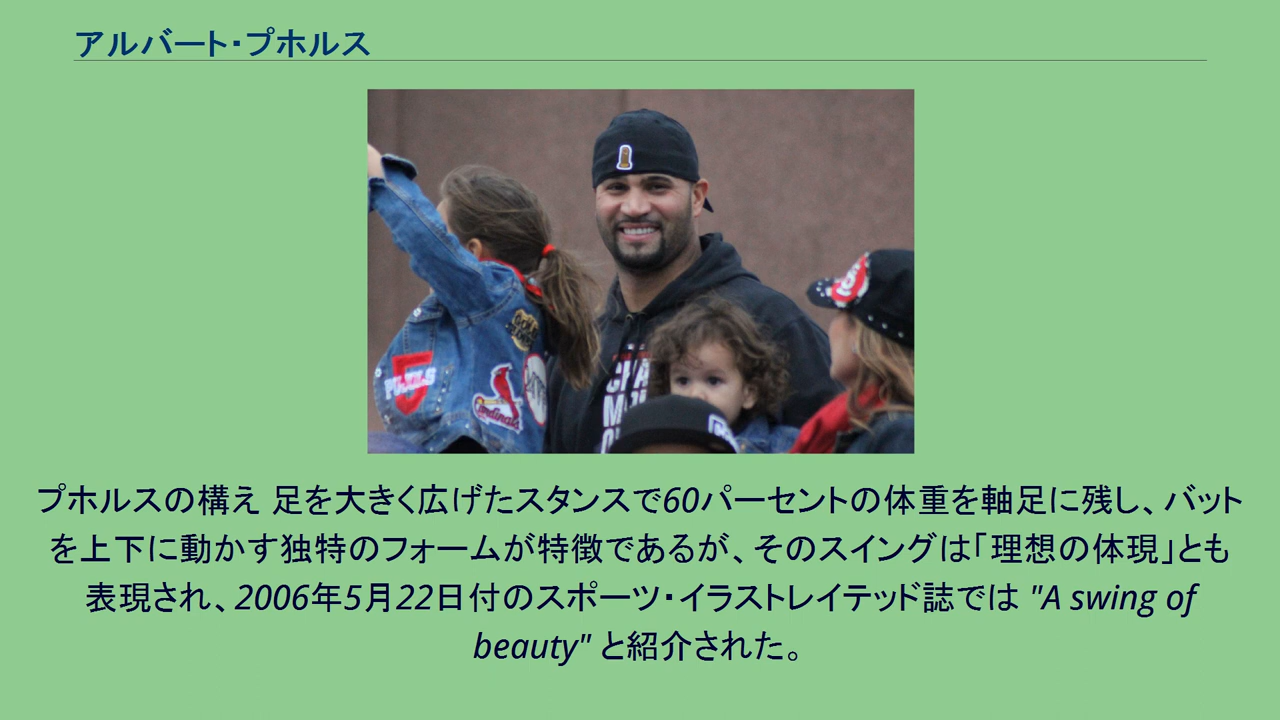 アルバート・プホルス
PUJOLS
5
Cardinals
CHA
プホルスの構え 足を大きく広げたスタンスで60パーセントの体重を軸足に残し、バット
を上下に動かす独特のフォームが特徴であるが、そのスイングは「理想の体現」とも
表現され、2006年5月22日付のスポーツ・イラストレイテッド誌では "A swing of
beauty" と紹介された。